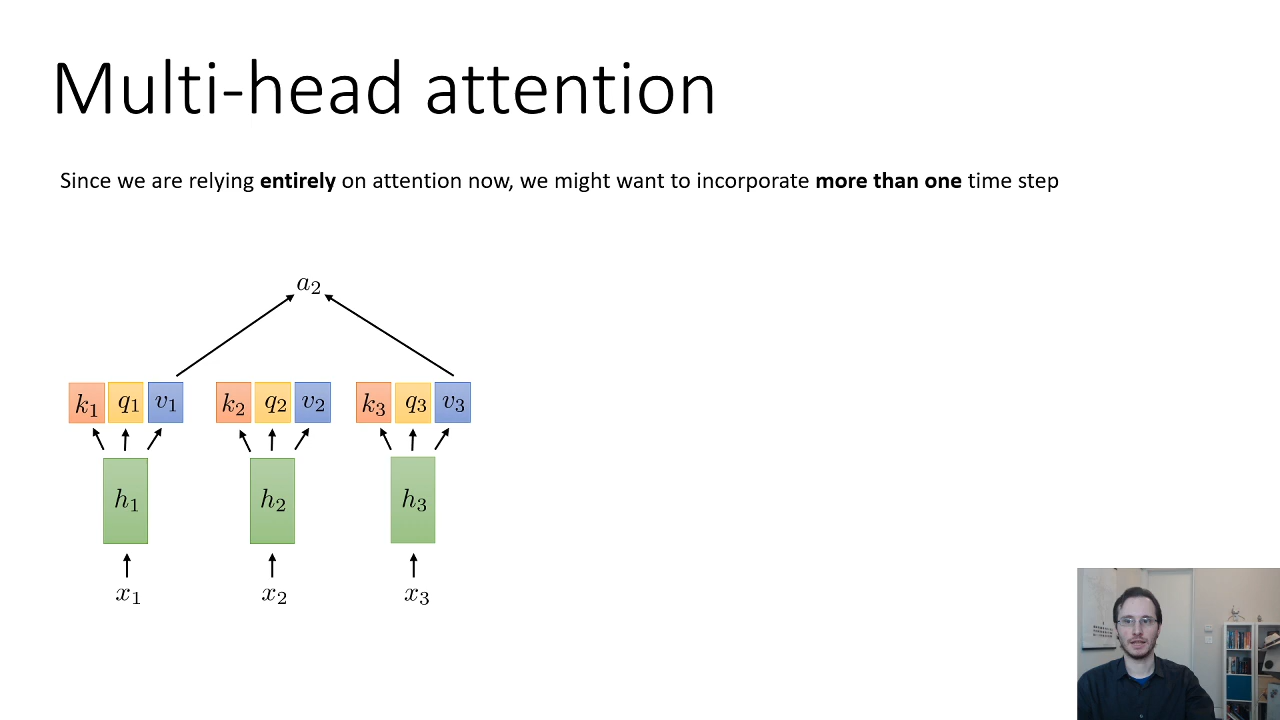 Multi-head attention
Since we are relying entirely on attention now, we might want to incorporate more than one time step
a₂
k₁ q₁ v₁ k₂ q₂ v₂ k₃ q₃ v₃
h₁ h₂ h₃
x₁ x₂ x₃